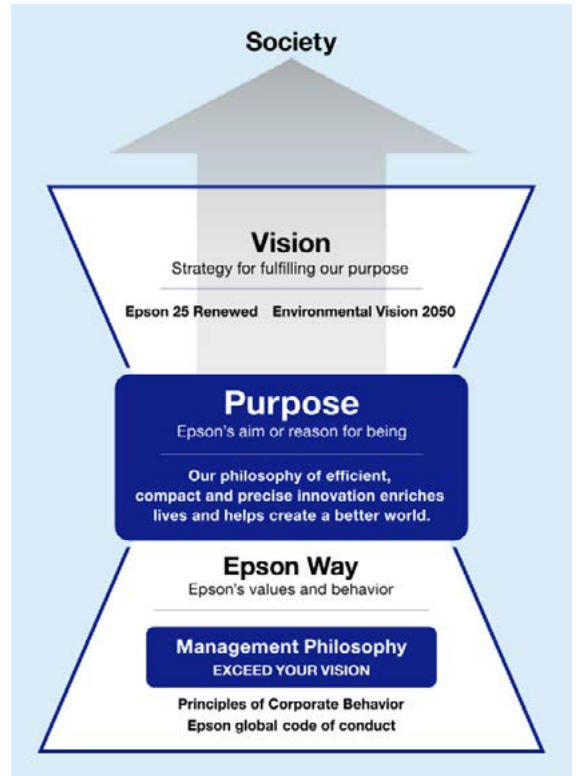 Society
Vision
Strategy for fulfilling our purpose
Epson 25 Renewed Environmental Vision 2050
Purpose
Epson's aim or reason for being
Our philosophy of efficient,
compact and precise innovation enriches
lives and helps create a better world.
Epson Way
Epson's values and behavior
Management Philosophy
EXCEED YOUR VISION
Principles of Corporate Behavior
Epson global code of conduct